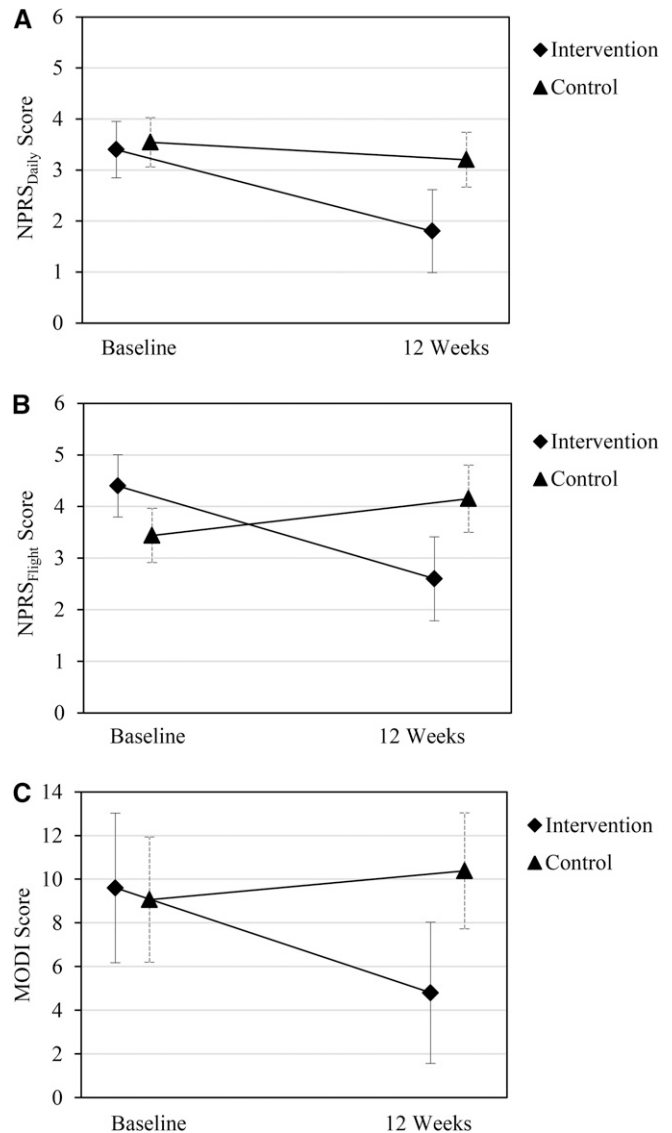 A
6
5
4
3
2
1
0
NPRSDaily Score
Baseline
12 Weeks
Intervention
Control
B
6
5
4
3
2
1
0
NPRSFlight Score
Baseline
12 Weeks
Intervention
Control
C
14
12
10
8
6
4
2
0
MODI Score
Baseline
12 Weeks
Intervention
Control